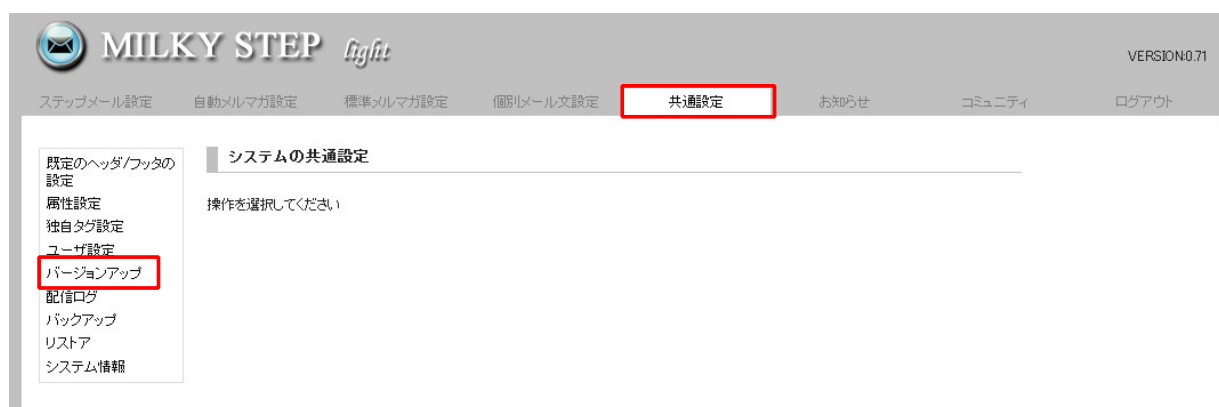 MILKY STEP light
VERSION:0.71
ステップメール設定 自動メルマガ設定 標準メルマガ設定 個別メール文設定 共通設定 お知らせ コミュニティ ログアウト
既定のヘッダ/フッタの
設定
属性設定
独自タグ設定
ユーザ設定
バージョンアップ
配信ログ
バックアップ
リストア
システム情報
システムの共通設定
操作を選択してください